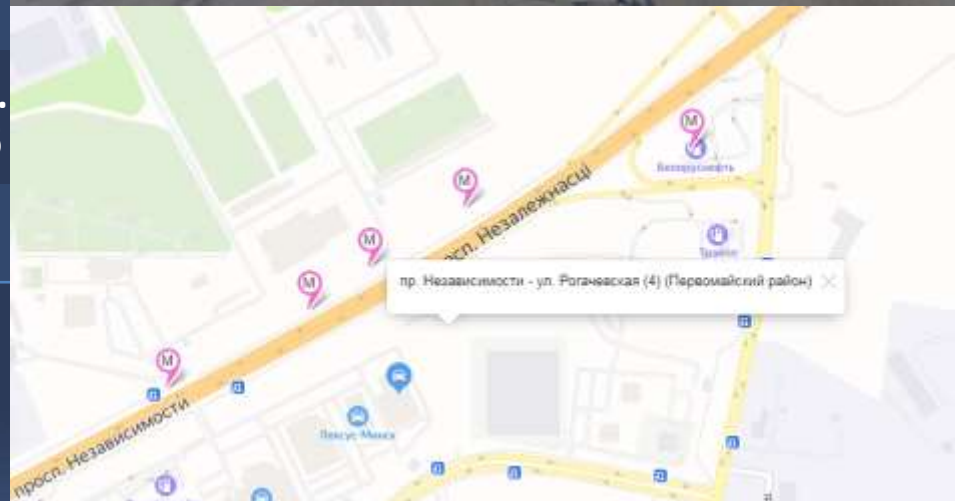 М
Белоруснефть
М
просп. Незалежнасці
М
пр. Независимости - ул. Рогачевская (4) (Первомайский район)
М
М
Лексус-Минск
просп. Независимости